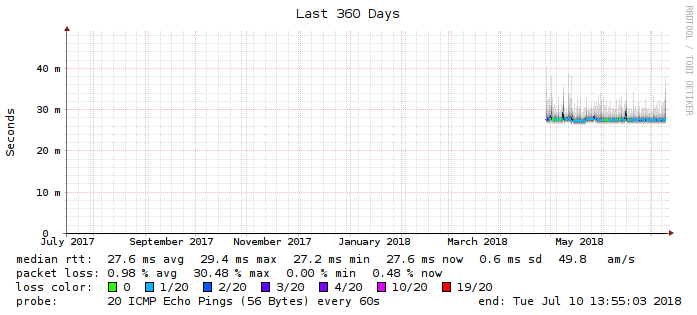 Last 360 Days
RRDTOOL / TOBI OETIKER
Seconds
40 m
30 m
20 m
10 m
0
July 2017 September 2017 November 2017 January 2018 March 2018 May 2018
median rtt: 27.6 ms avg 29.4 ms max 27.2 ms min 27.6 ms now 0.6 ms sd 49.8 am/s
packet loss: 0.98 % avg 30.48 % max 0.00 % min 0.48 % now
loss color: 0 1/20 2/20 3/20 4/20 10/20 19/20
probe: 20 ICMP Echo Pings (56 Bytes) every 60s end: Tue Jul 10 13:55:03 2018